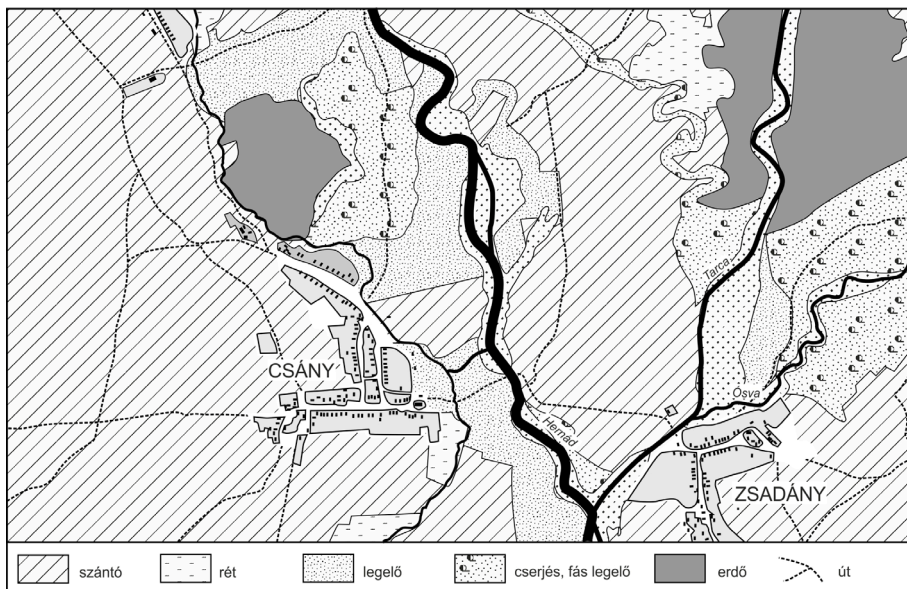 Tarca
CSÁNY
Osva
Hernád
ZSADÁNY
szántó
rét
legelő
cserjés, fás legelő
erdő
út